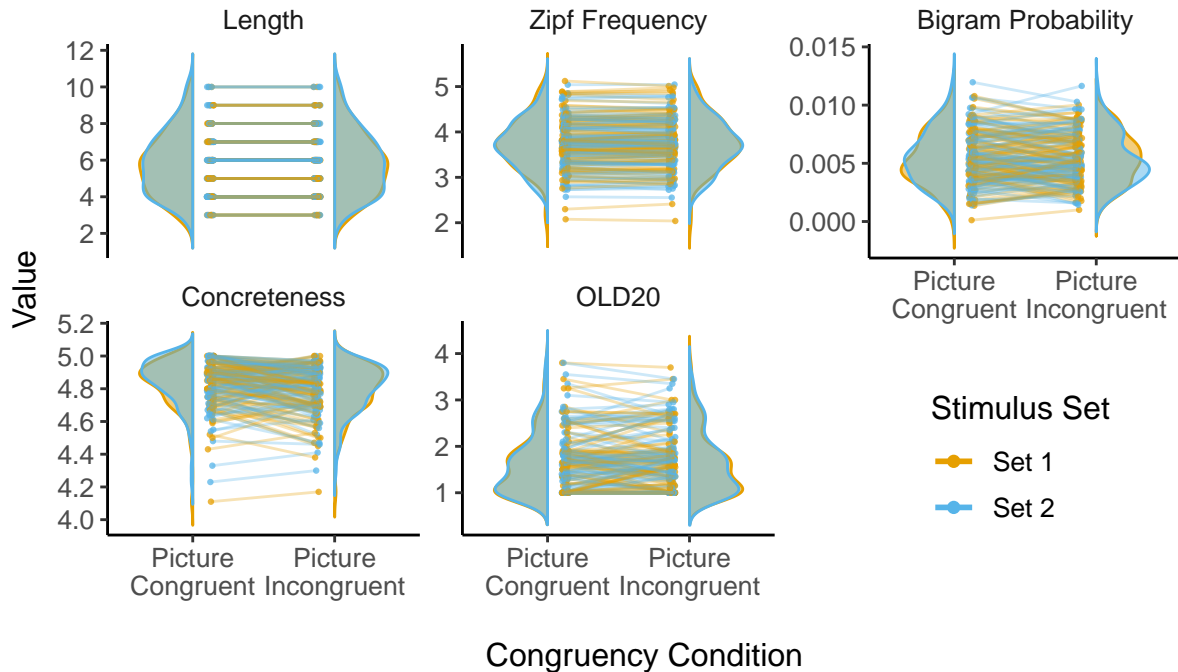 Length
Zipf Frequency
Bigram Probability
12
10
8
6
4
2
5
4
3
2
0.015
0.010
0.005
0.000
Picture
Congruent
Picture
Incongruent
Value
Concreteness
OLD20
5.2
5.0
4.8
4.6
4.4
4.2
4.0
4
3
2
1
Picture
Congruent
Picture
Incongruent
Picture
Congruent
Picture
Incongruent
Stimulus Set
Set 1
Set 2
Congruency Condition